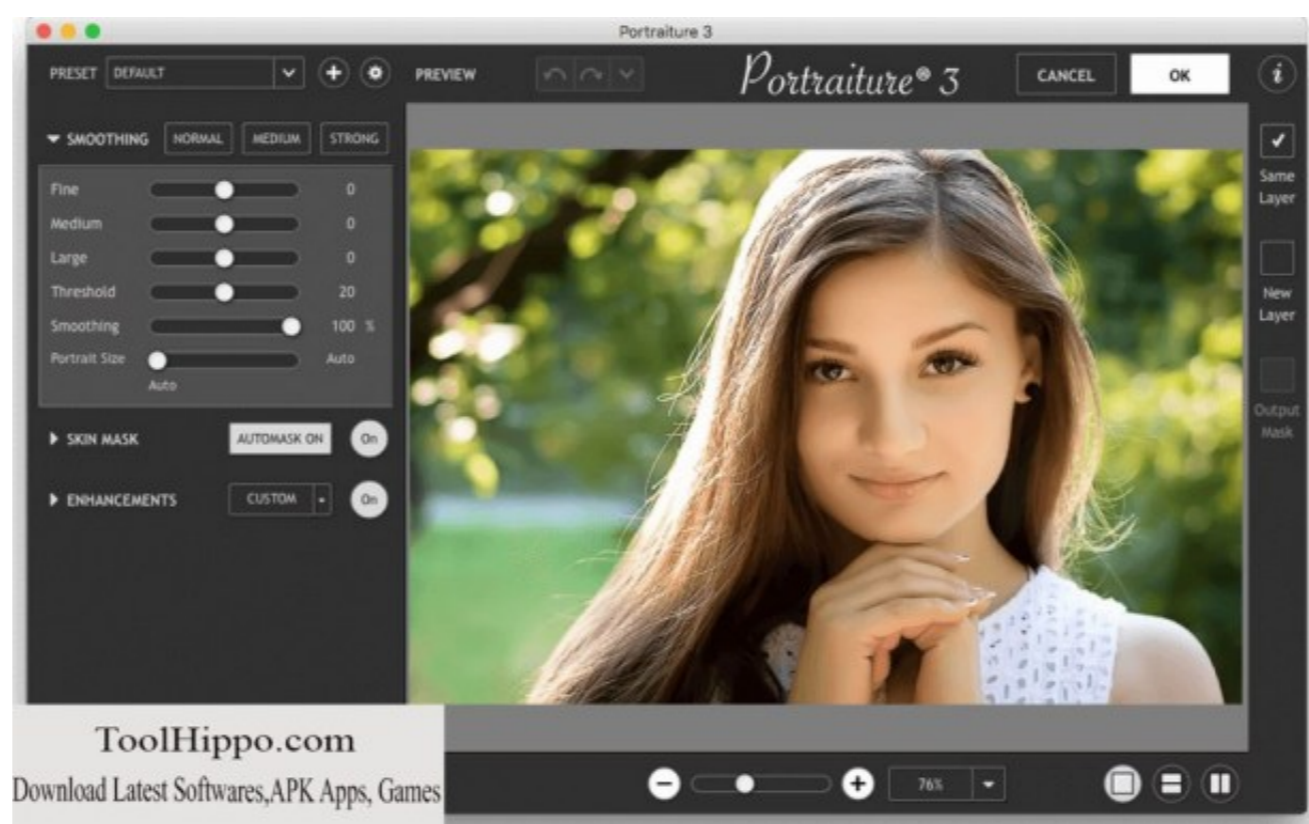 Portraiture 3
PRESET DEFAULT
PREVIEW
Portraiture® 3
CANCEL
OK
i
SMOOTHING NORMAL MEDIUM STRONG
Fine 0
Medium 0
Large 0
Threshold 20
Smoothing 100 %
Portrait Size Auto
Auto
SKIN MASK AUTOMASK ON On
ENHANCEMENTS CUSTOM On
Same
Layer
New
Layer
Output
Mask
ToolHippo.com
Download Latest Softwares,APK Apps, Games
76%